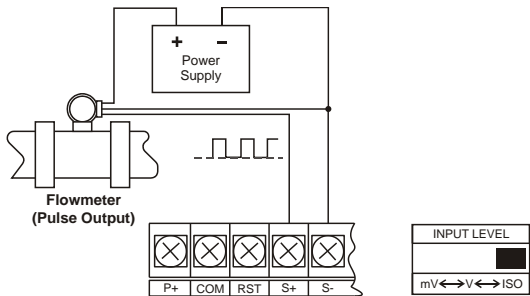 + -
Power
Supply
Flowmeter
(Pulse Output)
P+ COM RST S+ S-
INPUT LEVEL
mV↔V↔ISO